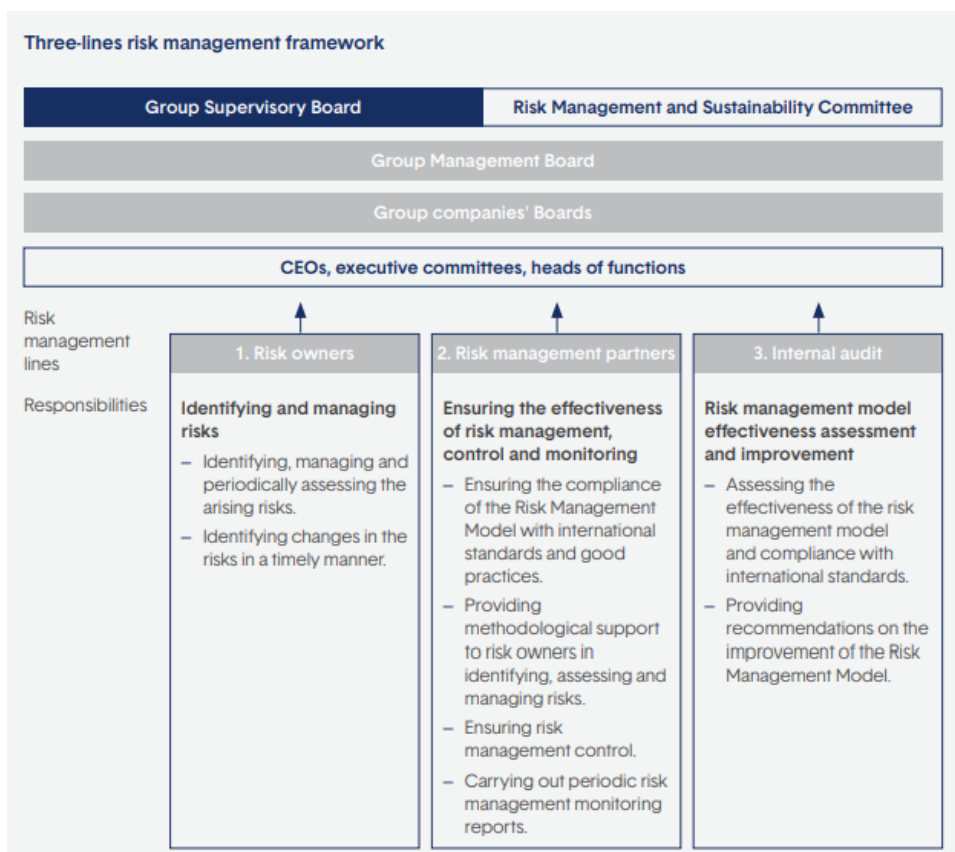 Three-lines risk management framework
Group Supervisory Board
Risk Management and Sustainability Committee
Group Management Board
Group companies' Boards
CEOs, executive committees, heads of functions
Risk
management
lines
1. Risk owners
2. Risk management partners
3. Internal audit
Responsibilities
Identifying and managing
risks
– Identifying, managing and
periodically assessing the
arising risks.
– Identifying changes in the
risks in a timely manner.
Ensuring the effectiveness
of risk management,
control and monitoring
– Ensuring the compliance
of the Risk Management
Model with international
standards and good
practices.
– Providing
methodological support
to risk owners in
identifying, assessing and
managing risks.
– Ensuring risk
management control.
– Carrying out periodic risk
management monitoring
reports.
Risk management model
effectiveness assessment
and improvement
– Assessing the
effectiveness of the risk
management model
and compliance with
international standards.
– Providing
recommendations on the
improvement of the Risk
Management Model.